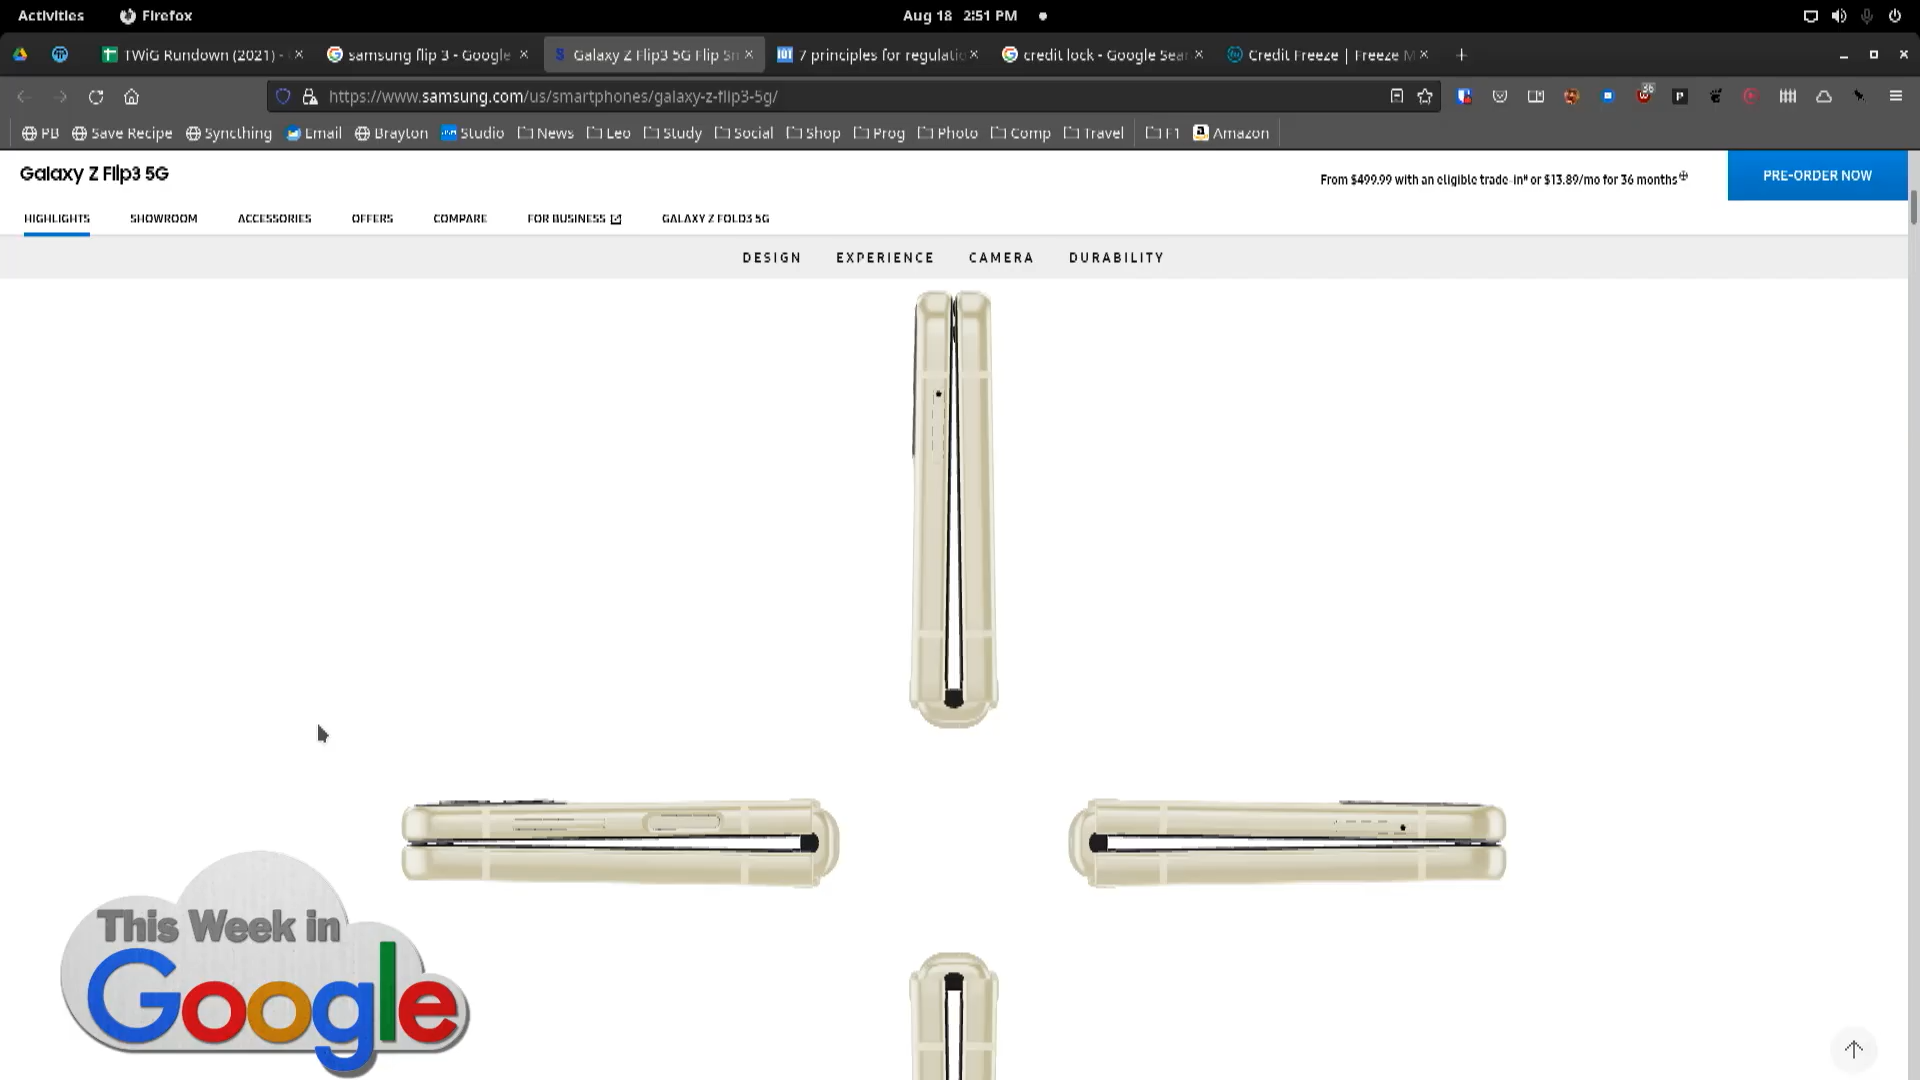 Activities Firefox Aug 18 2:51 PM
TWiG Rundown (2021) - samsung flip 3 - Google Galaxy Z Flip3 5G Flip Sm 7 principles for regulatio credit lock - Google Sear Credit Freeze | Freeze M
https://www.samsung.com/us/smartphones/galaxy-z-flip3-5g/ 36 P
PB Save Recipe Syncthing Email Brayton Studio News Leo Study Social Shop Prog Photo Comp Travel F1 Amazon
Galaxy Z Flip3 5G
From $499.99 with an eligible trade-in or $13.89/mo for 36 months
PRE-ORDER NOW
HIGHLIGHTS SHOWROOM ACCESSORIES OFFERS COMPARE FOR BUSINESS GALAXY Z FOLD3 5G
DESIGN EXPERIENCE CAMERA DURABILITY
This Week in
Google